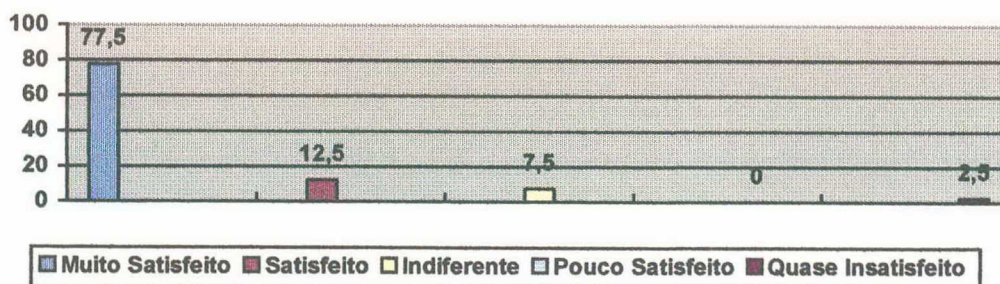 100
77,5
80
60
40
12,5
7,5
0
2,5
20
0
Muito Satisfeito
Satisfeito
Indiferente
Pouco Satisfeito
Quase Insatisfeito